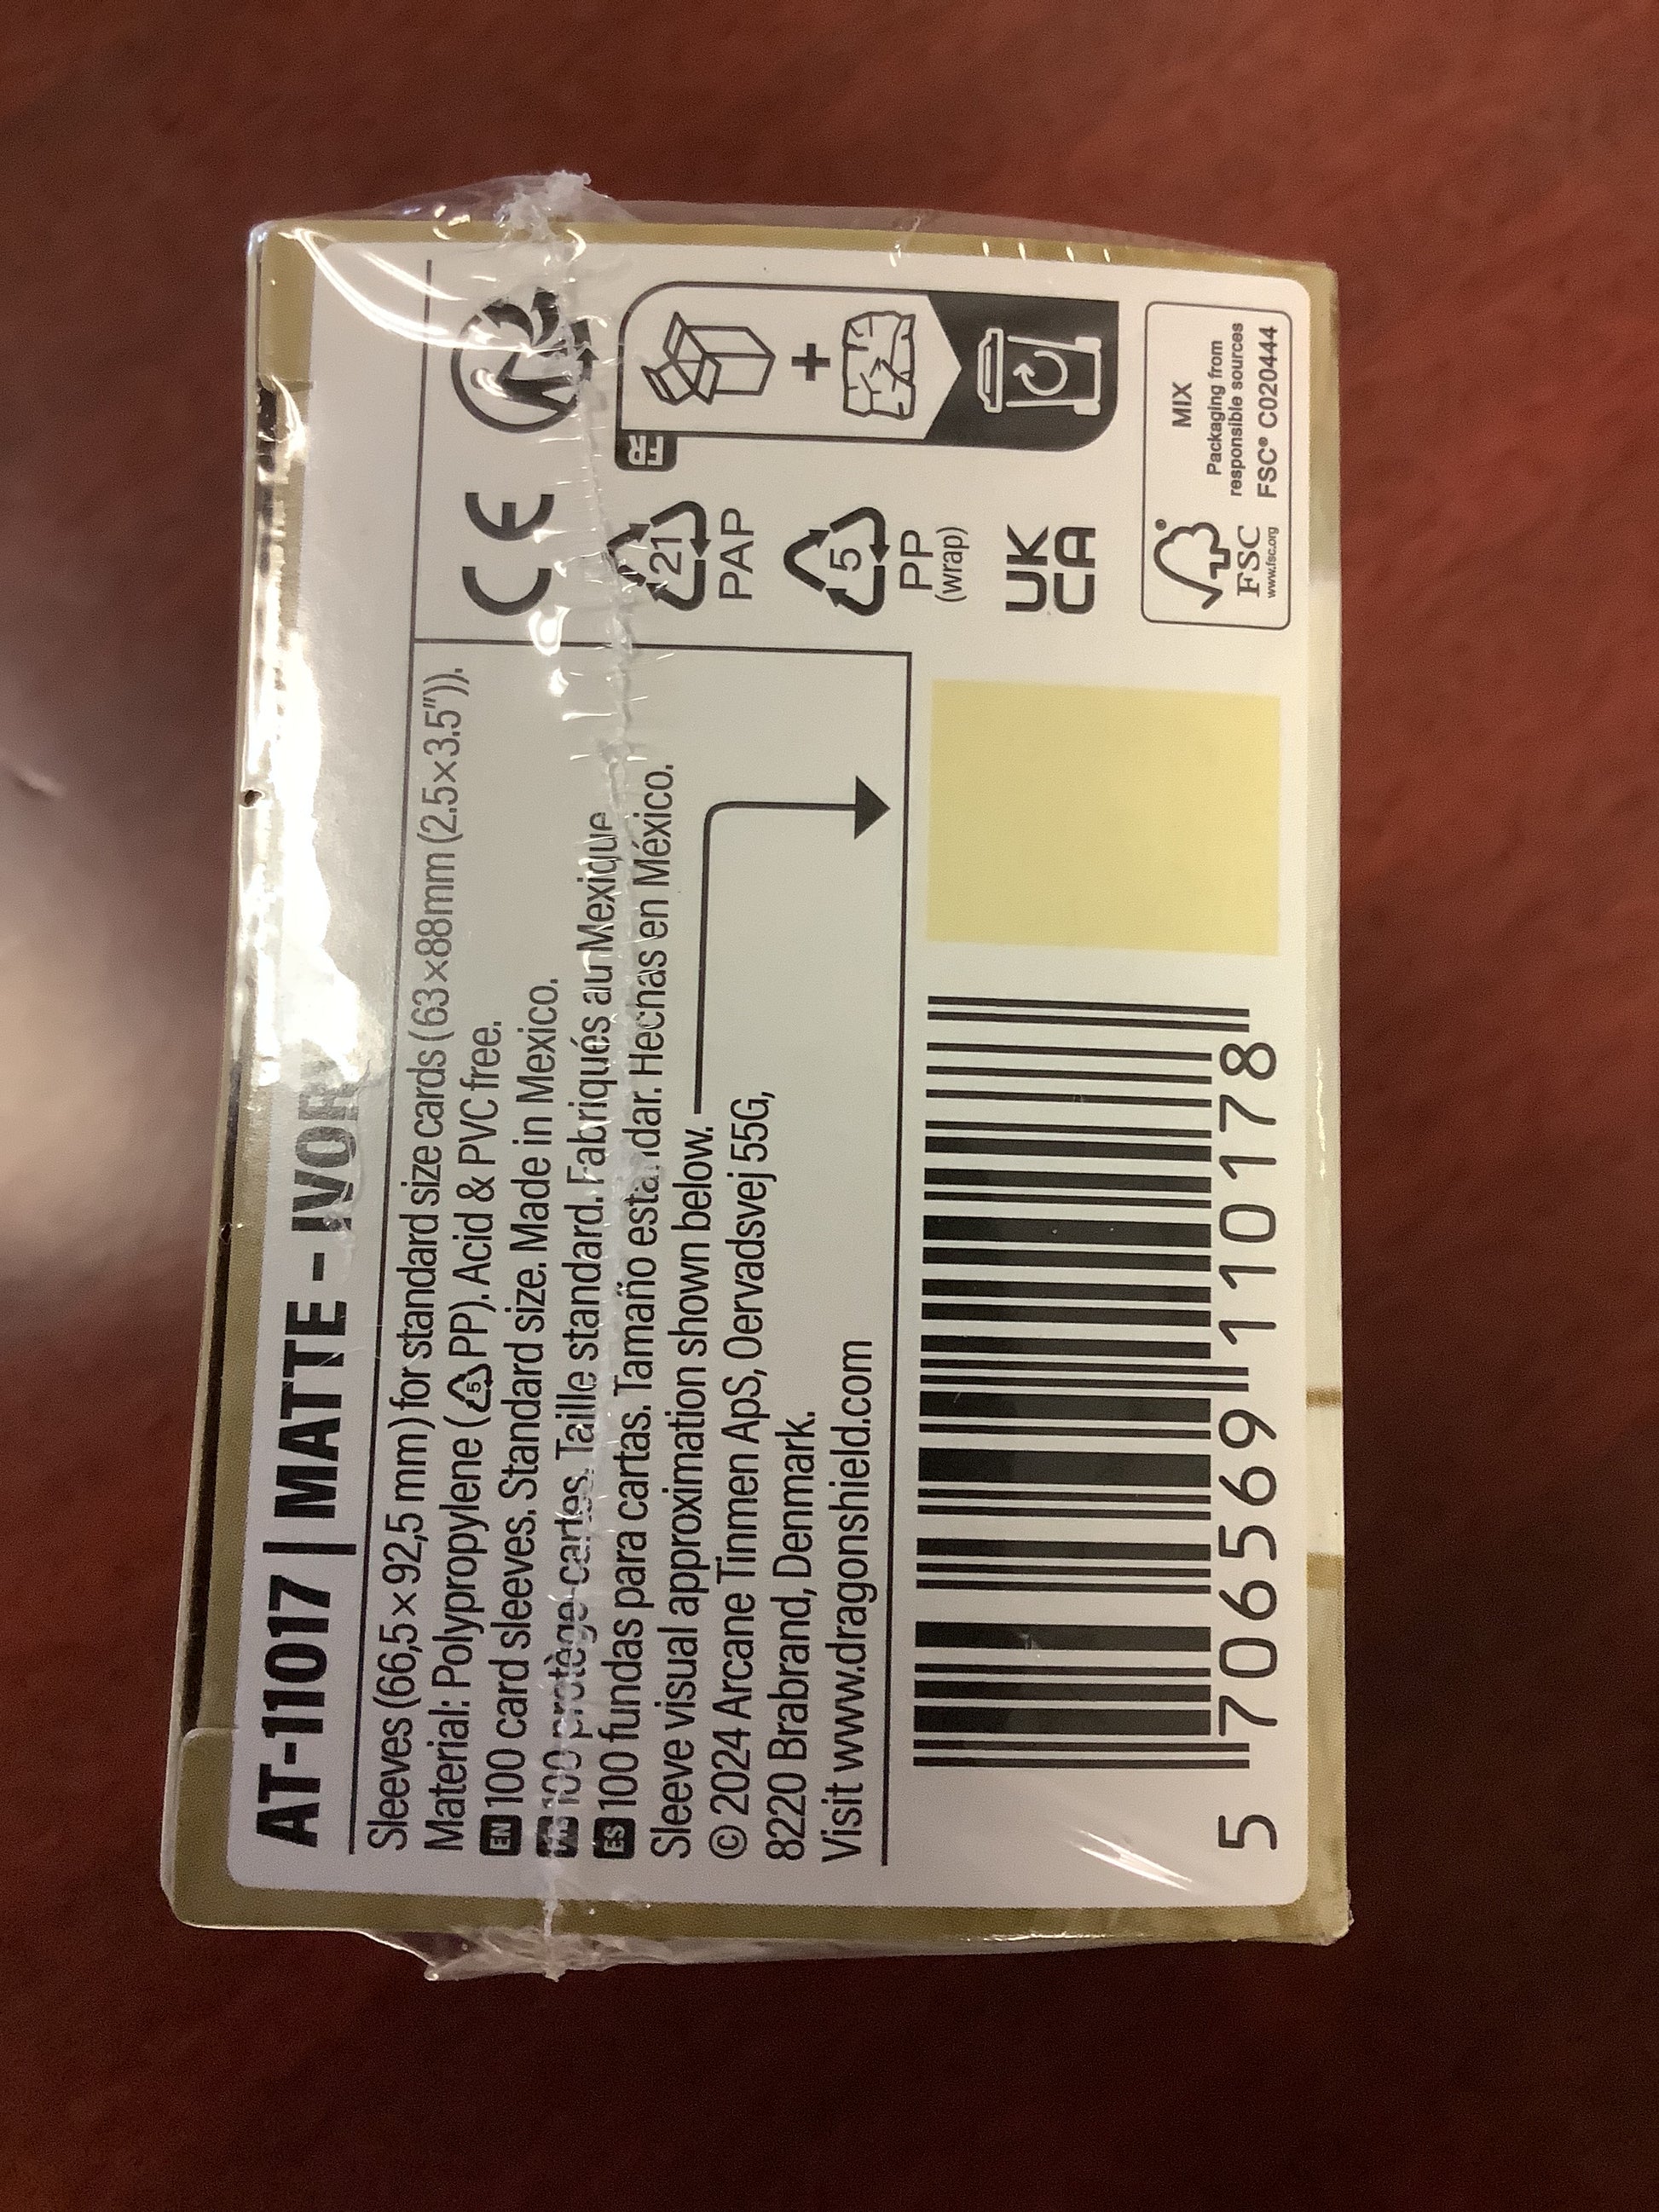 AT-11017 | MATTE - IVOR
Sleeves (66,5 × 92,5 mm) for standard size cards (63×88mm (2.5×3.5")).
Material: Polypropylene (5 PP). Acid & PVC free.
EN 100 card sleeves. Standard size. Made in Mexico.
FR 100 protège-cartes. Taille standard. Fabriqués au Mexique
ES 100 fundas para cartas. Tamaño estándar. Hechas en México.
Sleeve visual approximation shown below.
© 2024 Arcane Tinmen ApS, Oervadsvej 55G,
8220 Brabrand, Denmark.
Visit www.dragonshield.com
5 706569 110178
CE
21
PAP
5
PP
(wrap)
UK
CA
FR
+
FSC
www.fsc.org
MIX
Packaging from
responsible sources
FSC® C020444